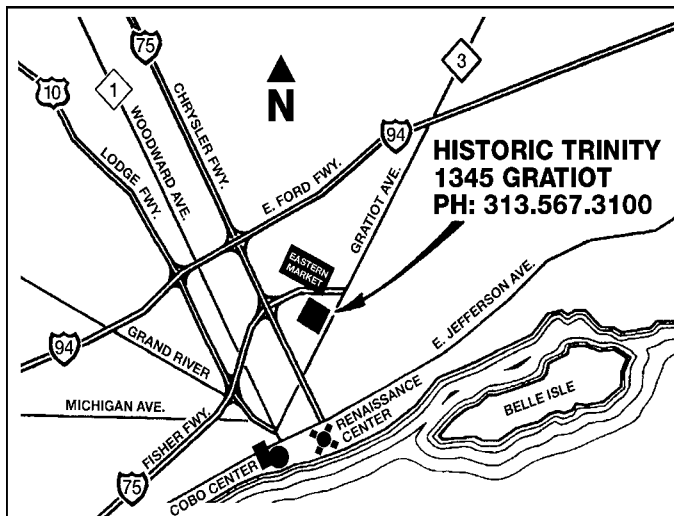 75
3
10
1
N
94
CHRYSLER FWY.
WOODWARD AVE.
LODGE FWY.
E. FORD FWY.
GRATIOT AVE.
HISTORIC TRINITY
1345 GRATIOT
PH: 313.567.3100
EASTERN
MARKET
E. JEFFERSON AVE.
94
GRAND RIVER
MICHIGAN AVE.
FISHER FWY.
RENAISSANCE
CENTER
BELLE ISLE
COBO CENTER
75